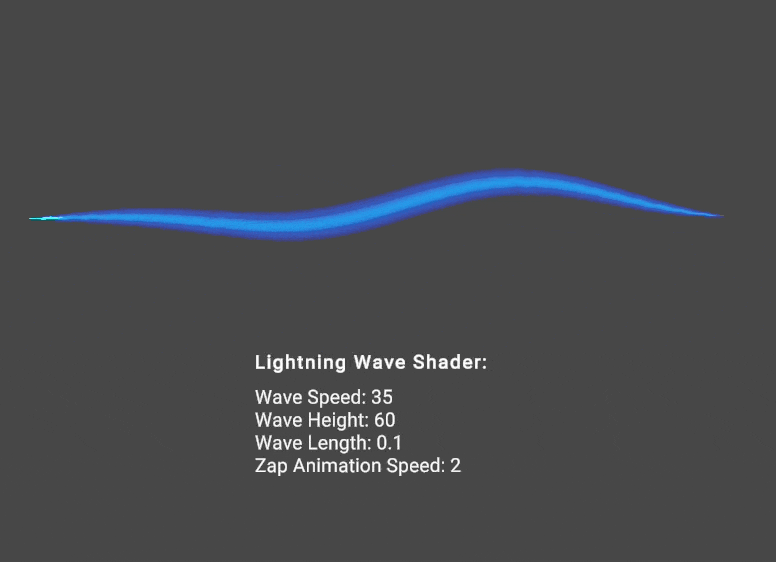 Lightning Wave Shader:
Wave Speed: 35
Wave Height: 60
Wave Length: 0.1
Zap Animation Speed: 2